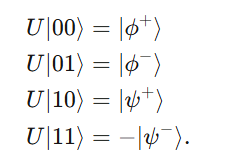 U|00⟩ = |ϕ⁺⟩
U|01⟩ = |ϕ⁻⟩
U|10⟩ = |ψ⁺⟩
U|11⟩ = −|ψ⁻⟩.